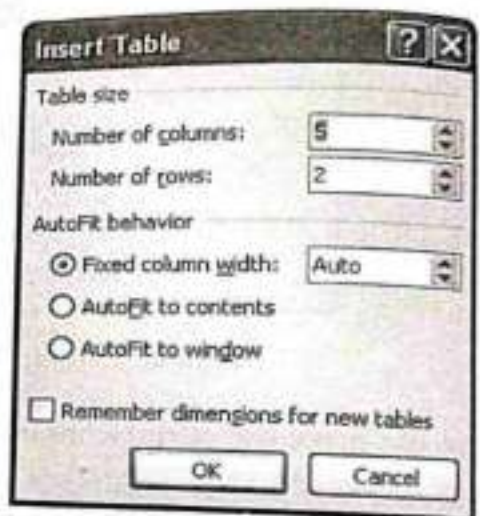 Insert Table ? X
Table size
Number of columns: 5
Number of rows: 2
AutoFit behavior
Fixed column width: Auto
AutoFit to contents
AutoFit to window
Remember dimensions for new tables
OK Cancel